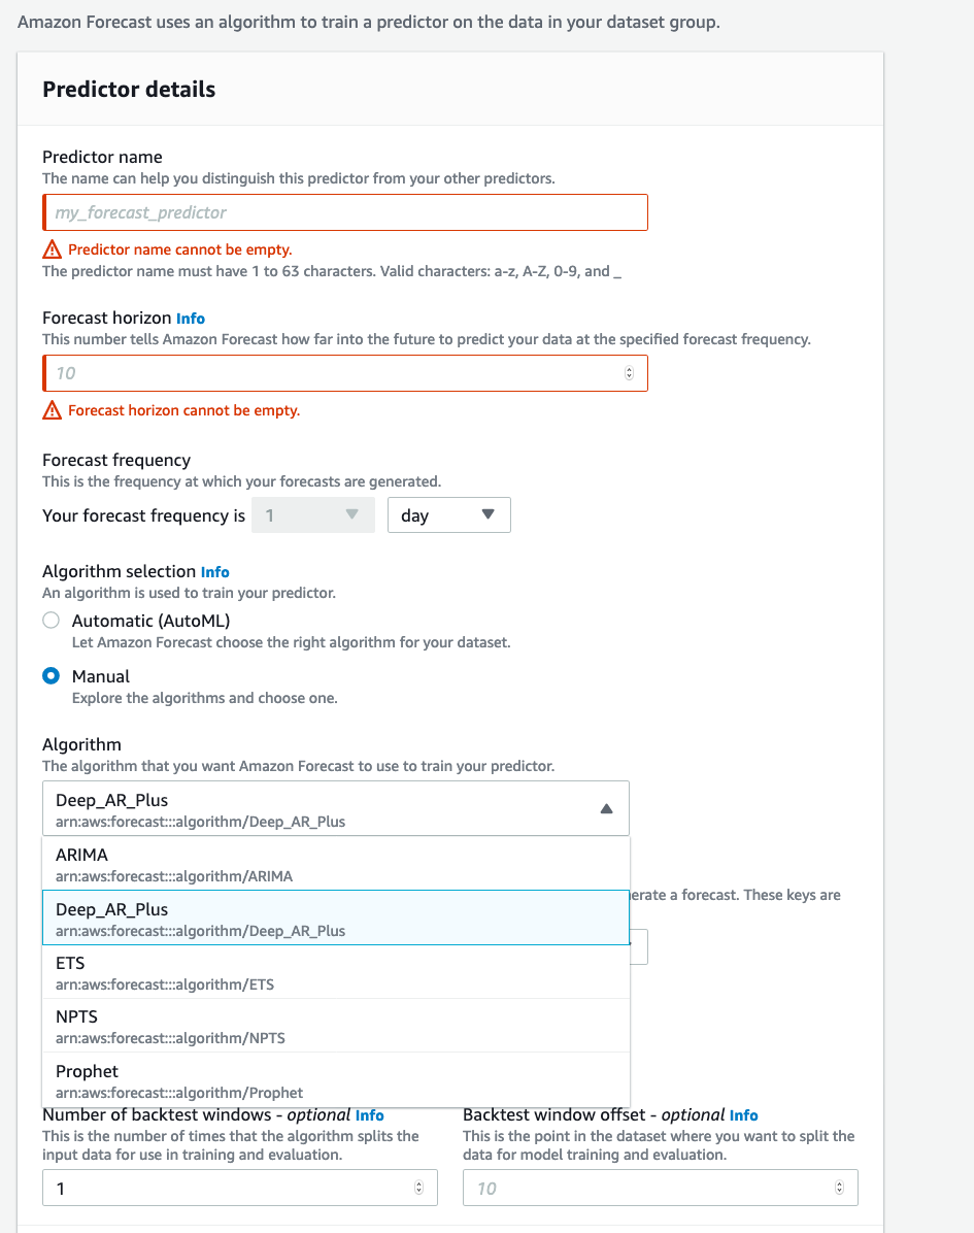 Amazon Forecast uses an algorithm to train a predictor on the data in your dataset group.
Predictor details
Predictor name
The name can help you distinguish this predictor from your other predictors.
my_forecast_predictor
Predictor name cannot be empty.
The predictor name must have 1 to 63 characters. Valid characters: a-z, A-Z, 0-9, and _
Forecast horizon Info
This number tells Amazon Forecast how far into the future to predict your data at the specified forecast frequency.
10
Forecast horizon cannot be empty.
Forecast frequency
This is the frequency at which your forecasts are generated.
Your forecast frequency is 1 day
Algorithm selection Info
An algorithm is used to train your predictor.
Automatic (AutoML)
Let Amazon Forecast choose the right algorithm for your dataset.
Manual
Explore the algorithms and choose one.
Algorithm
The algorithm that you want Amazon Forecast to use to train your predictor.
Deep_AR_Plus
arn:aws:forecast:::algorithm/Deep_AR_Plus
ARIMA
arn:aws:forecast:::algorithm/ARIMA
erate a forecast. These keys are
Deep_AR_Plus
arn:aws:forecast:::algorithm/Deep_AR_Plus
ETS
arn:aws:forecast:::algorithm/ETS
NPTS
arn:aws:forecast:::algorithm/NPTS
Prophet
arn:aws:forecast:::algorithm/Prophet
Number of backtest windows - optional Info
This is the number of times that the algorithm splits the
input data for use in training and evaluation.
1
Backtest window offset - optional Info
This is the point in the dataset where you want to split the
data for model training and evaluation.
10